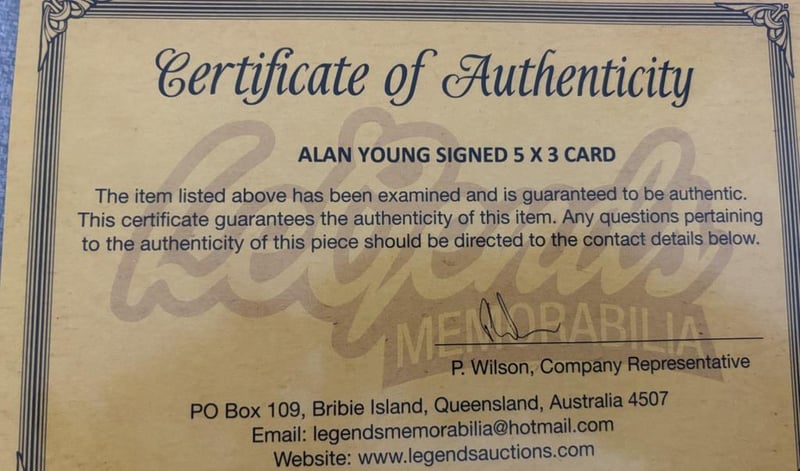 Certificate of Authenticity
ALAN YOUNG SIGNED 5 X 3 CARD
The item listed above has been examined and is guaranteed to be authentic.
This certificate guarantees the authenticity of this item. Any questions pertaining
to the authenticity of this piece should be directed to the contact details below.
Legends
MEMORABILIA
P. Wilson, Company Representative
PO Box 109, Bribie Island, Queensland, Australia 4507
Email: legendsmemorabilia@hotmail.com
Website: www.legendsauctions.com